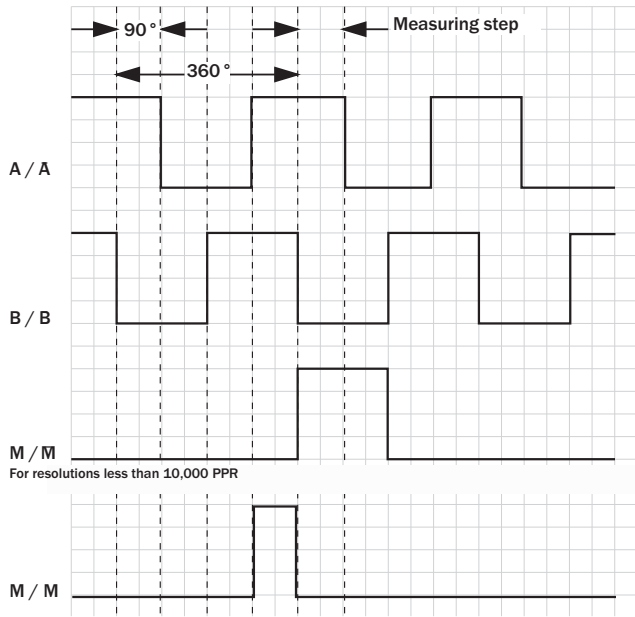 90°
Measuring step
360°
A / A̅
B / B
M / M̅
For resolutions less than 10,000 PPR
M / M